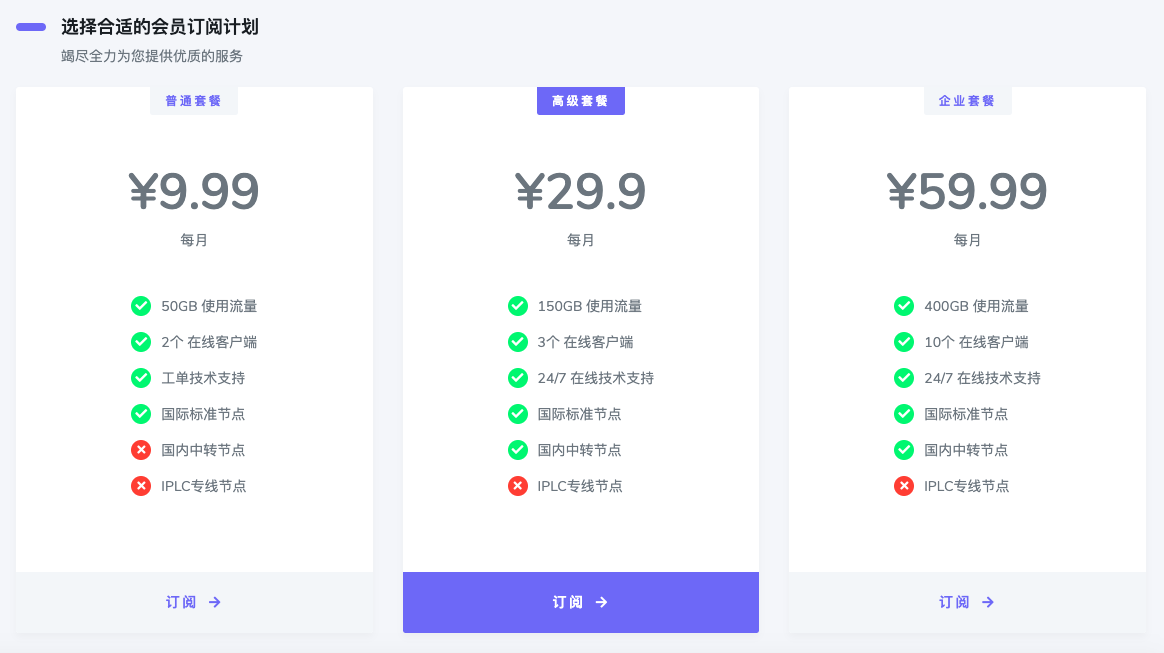 选择合适的会员订阅计划
竭尽全力为您提供优质的服务
普通套餐
¥9.99
每月
50GB 使用流量
2个 在线客户端
工单技术支持
国际标准节点
国内中转节点
IPLC专线节点
订阅
高级套餐
¥29.9
每月
150GB 使用流量
3个 在线客户端
24/7 在线技术支持
国际标准节点
国内中转节点
IPLC专线节点
订阅
企业套餐
¥59.99
每月
400GB 使用流量
10个 在线客户端
24/7 在线技术支持
国际标准节点
国内中转节点
IPLC专线节点
订阅